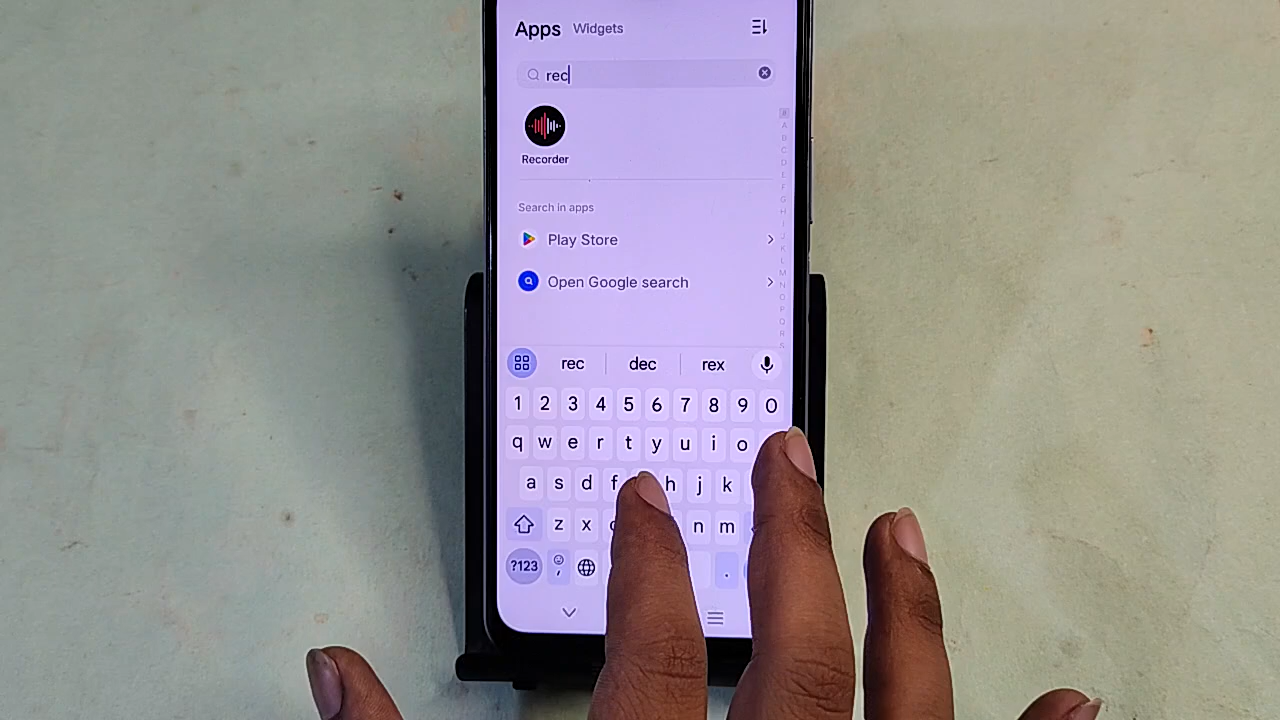 Apps Widgets
rec
Recorder
Search in apps
Play Store
Open Google search
rec dec rex
1 2 3 4 5 6 7 8 9 0
q w e r t y u i o
a s d f h j k
z x n m
?123 , .